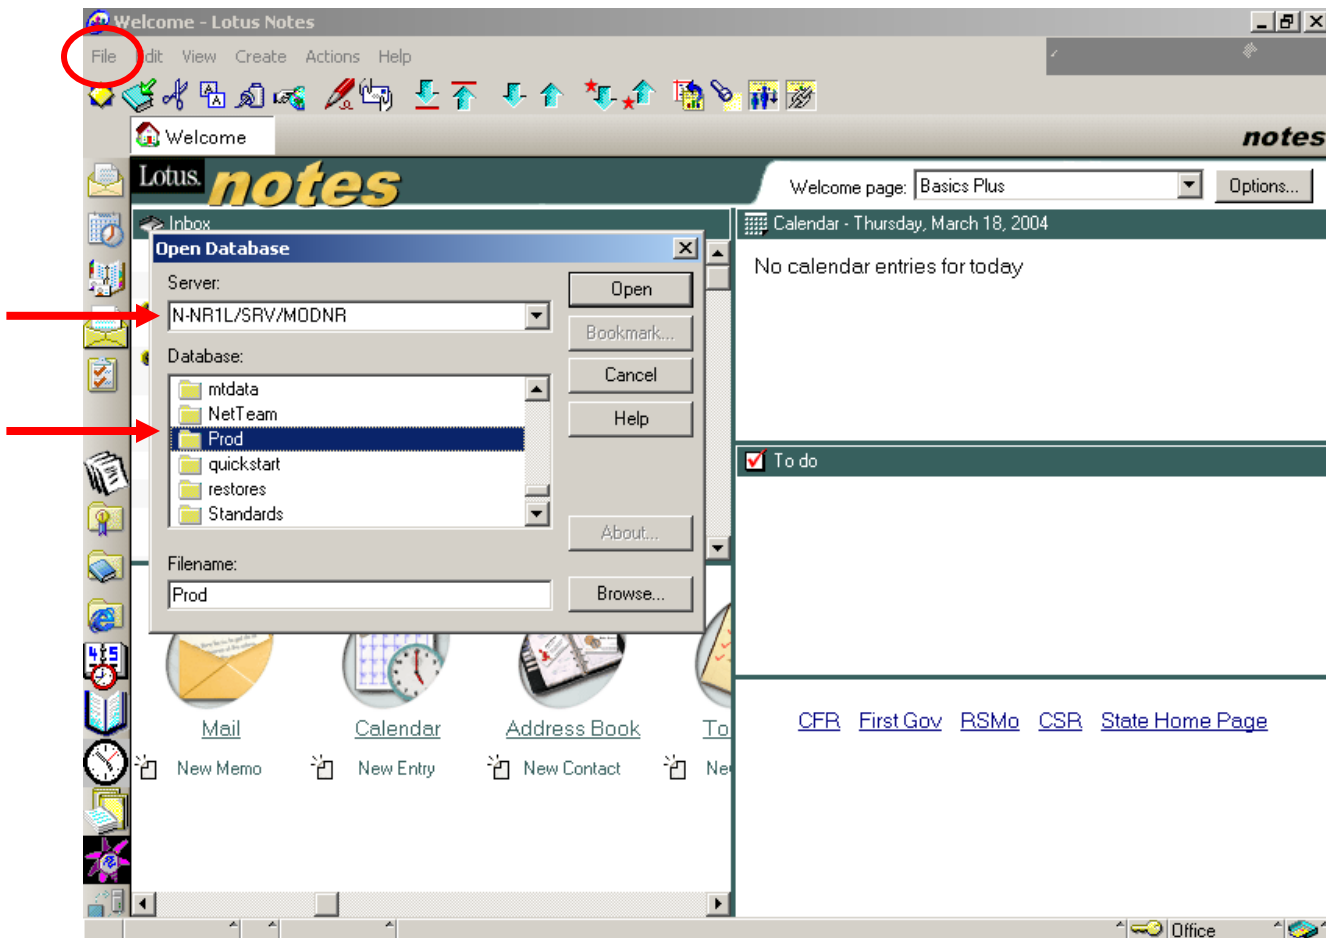 Welcome - Lotus Notes
File Edit View Create Actions Help
Welcome
notes
Lotus. notes
Welcome page: Basics Plus Options...
Inbox
Calendar - Thursday, March 18, 2004
No calendar entries for today
Open Database
Server:
N-NR1L/SRV/MODNR
Open
Bookmark...
Database:
Cancel
Help
mtdata
NetTeam
Prod
quickstart
restores
Standards
About...
Filename:
Prod
Browse...
To do
Mail Calendar Address Book To
New Memo New Entry New Contact Ne
CFR First Gov RSMo CSR State Home Page
Office